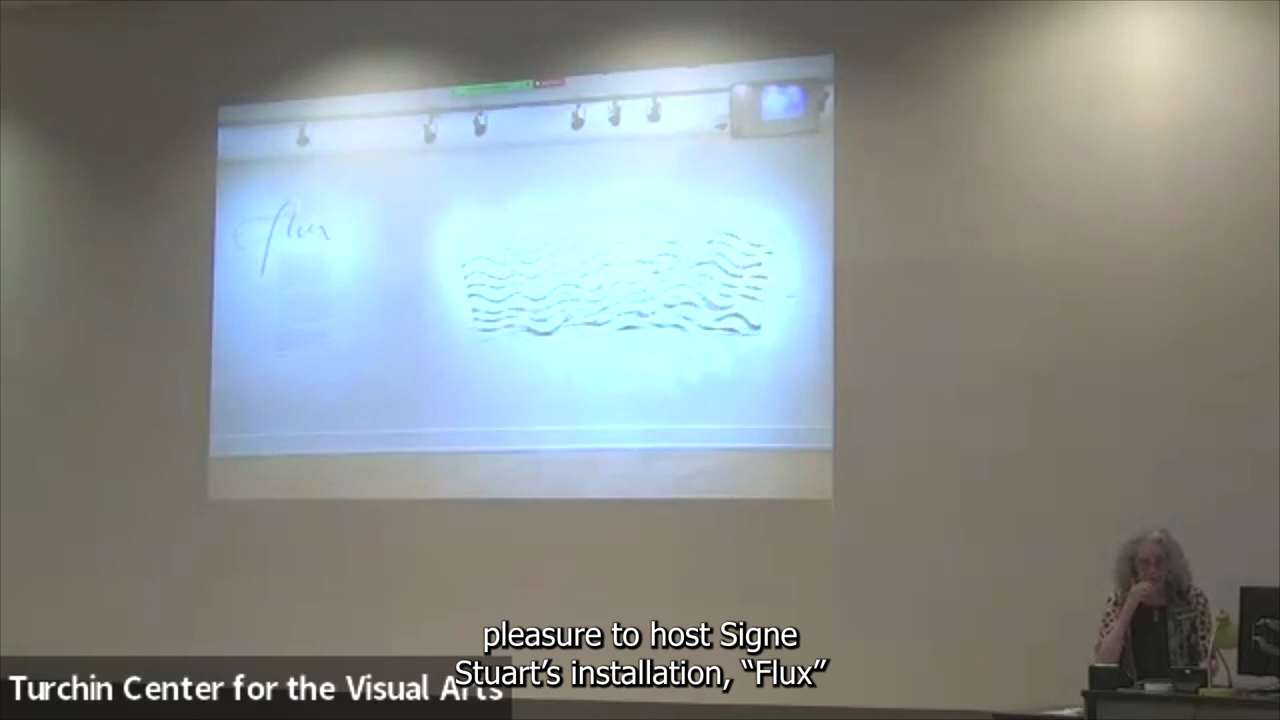 flux
pleasure to host Signe
Stuart’s installation, “Flux”
Turchin Center for the Visual Arts